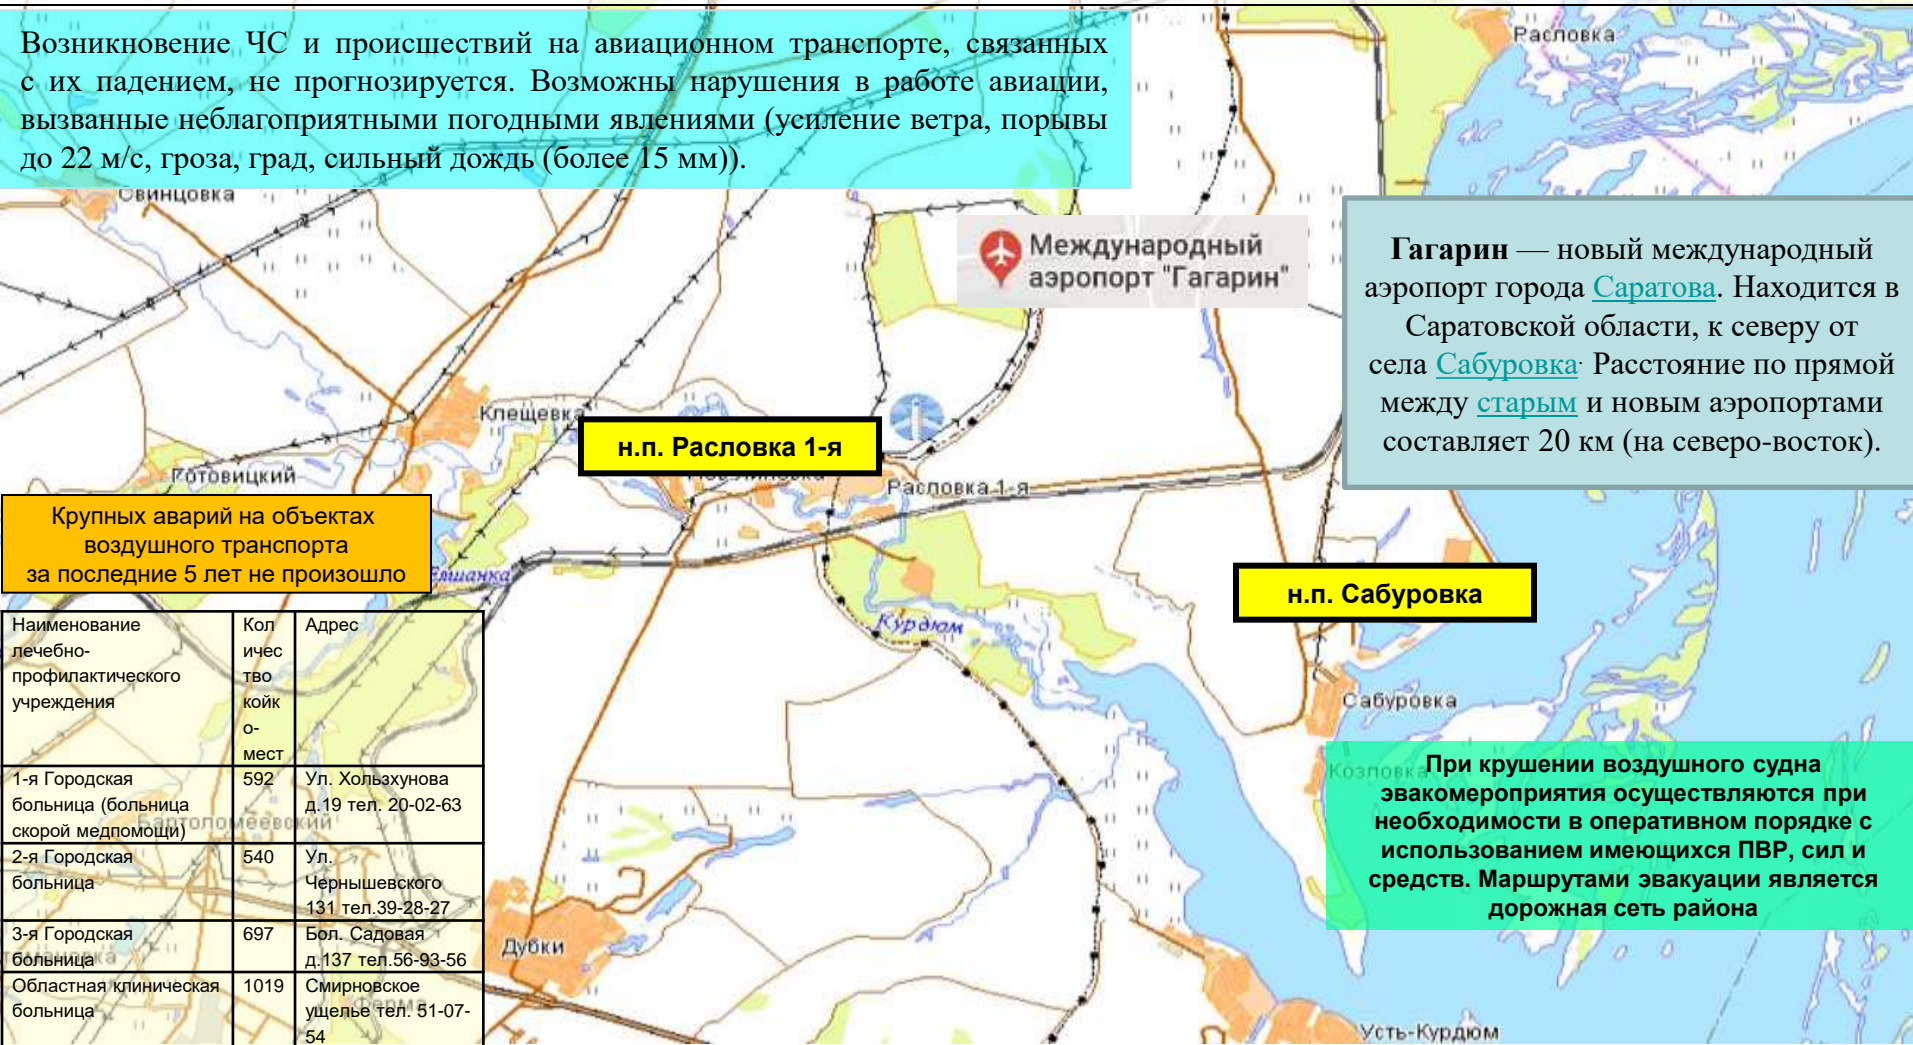 Возникновение ЧС и происшествий на авиационном транспорте, связанных
с их падением, не прогнозируется. Возможны нарушения в работе авиации,
вызванные неблагоприятными погодными явлениями (усиление ветра, порывы
до 22 м/с, гроза, град, сильный дождь (более 15 мм)).
Расловка
Свинцовка
Международный
аэропорт "Гагарин"
Гагарин — новый международный
аэропорт города Саратова. Находится в
Саратовской области, к северу от
села Сабуровка. Расстояние по прямой
между старым и новым аэропортами
составляет 20 км (на северо-восток).
Клещевка
н.п. Расловка 1-я
Готовицкий
Расловка 1-я
Крупных аварий на объектах
воздушного транспорта
за последние 5 лет не произошло
Елшанка
Курдюм
н.п. Сабуровка
Сабуровка
Козловка
При крушении воздушного судна
эвакомероприятия осуществляются при
необходимости в оперативном порядке с
использованием имеющихся ПВР, сил и
средств. Маршрутами эвакуации является
дорожная сеть района
Наименование
лечебно-
профилактического
учреждения
Кол
ичес
тво
койк
о-
мест
Адрес
1-я Городская
больница (больница
скорой медпомощи)
592
Ул. Хользхунова
д.19 тел. 20-02-63
Бартоломеевский
2-я Городская
больница
540
Ул.
Чернышевского
131 тел.39-28-27
3-я Городская
больница
697
Бол. Садовая
д.137 тел.56-93-56
Областная клиническая
больница
1019
Смирновское
ущелье тел. 51-07-
54
Ферма
Дубки
Усть-Курдюм